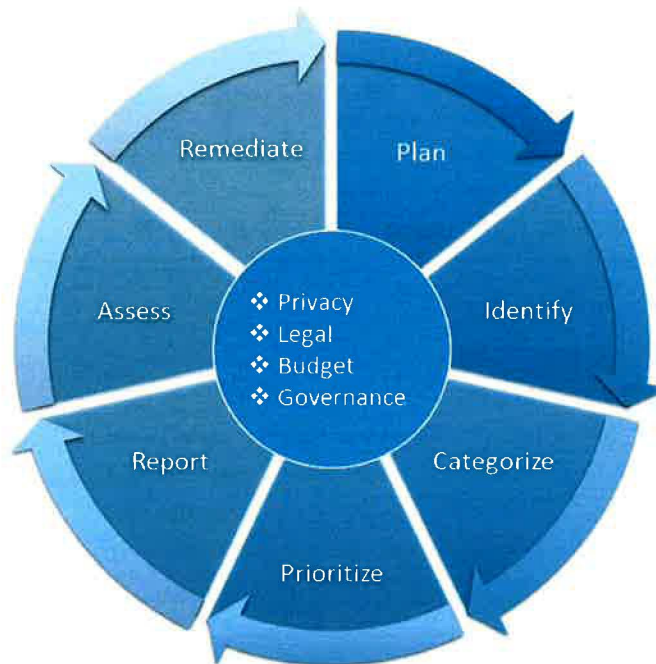 Remediate
Plan
Assess
Identify
❖ Privacy
❖ Legal
❖ Budget
❖ Governance
Report
Categorize
Prioritize